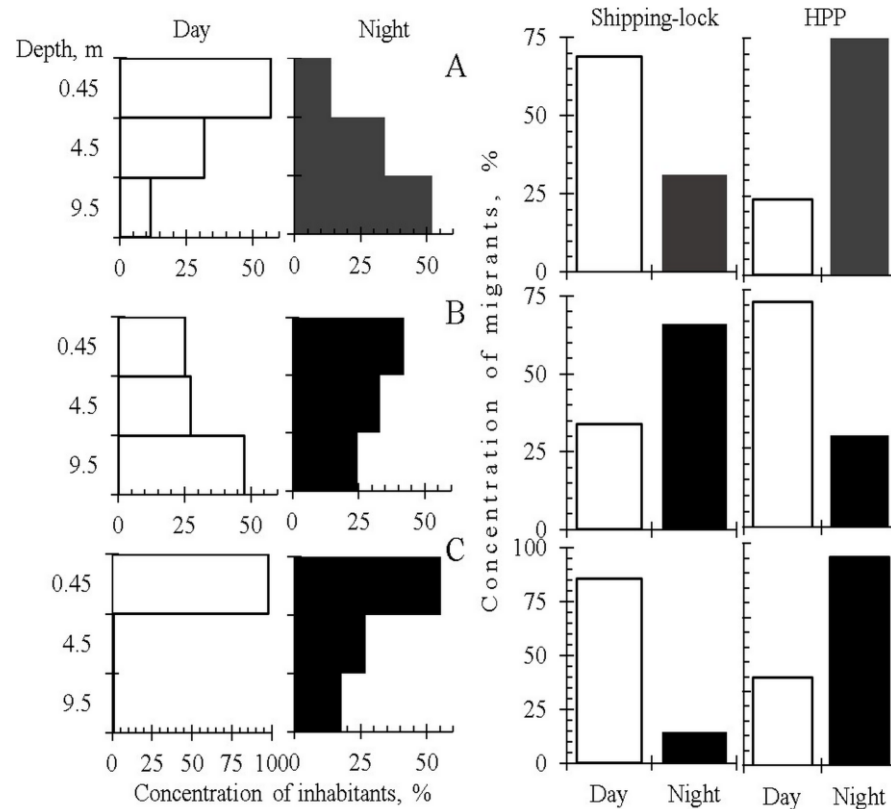 Day
Night
Shipping-lock
HPP
Depth, m
A
0.45
4.5
9.5
0 25 50
0 25 50
75
50
25
0
B
0.45
4.5
9.5
0 25 50
0 25 50
75
50
25
0
C
0.45
4.5
9.5
0 25 50 75 100
0 25 50
100
75
50
25
0
Concentration of inhabitants, %
Concentration of migrants, %
Day Night Day Night